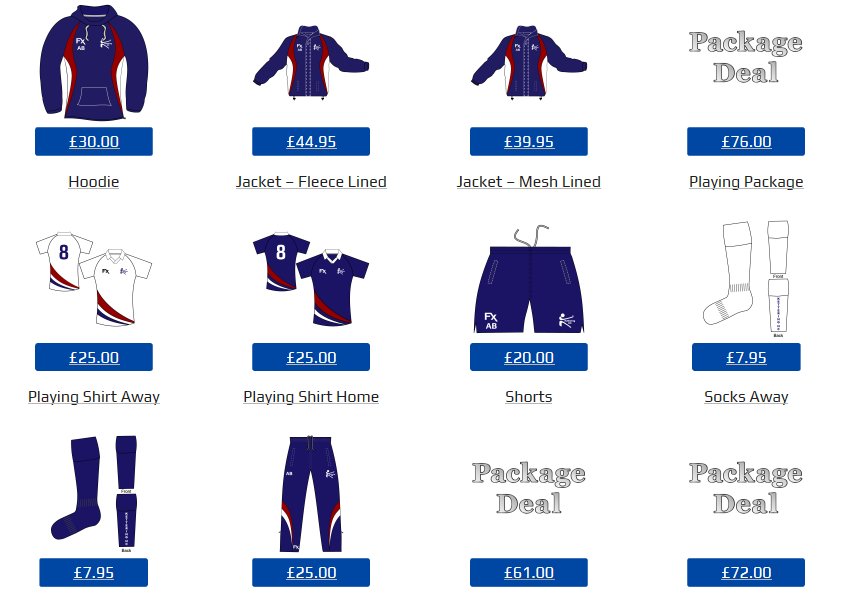 FX
AB
Package
Deal
£30.00
£44.95
£39.95
£76.00
Hoodie
Jacket – Fleece Lined
Jacket – Mesh Lined
Playing Package
8
FX
8
FX
FX
AB
Front
Back
£25.00
£25.00
£20.00
£7.95
Playing Shirt Away
Playing Shirt Home
Shorts
Socks Away
AB
Package
Deal
Package
Deal
Front
FX
Back
£7.95
£25.00
£61.00
£72.00